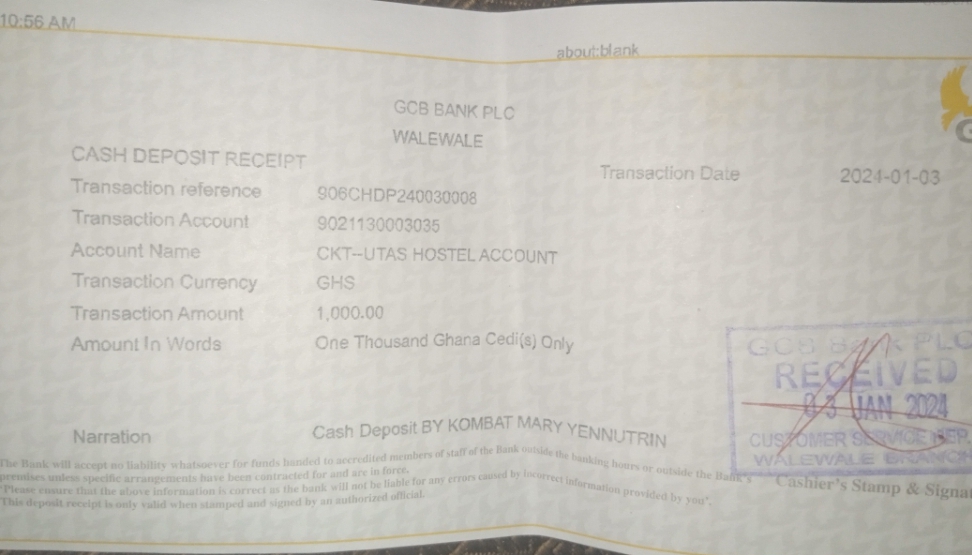 10:56 AM
about:blank
GCB BANK PLC
WALEWALE
CASH DEPOSIT RECEIPT
Transaction Date 2024-01-03
Transaction reference 906CHDP240030008
Transaction Account 9021130003035
Account Name CKT--UTAS HOSTEL ACCOUNT
Transaction Currency GHS
Transaction Amount 1,000.00
Amount In Words One Thousand Ghana Cedi(s) Only
GCB BANK PLC
RECEIVED
03 JAN 2024
CUSTOMER SERVICE
WALEWALE BRANCH
Narration Cash Deposit BY KOMBAT MARY YENNUTRIN
The Bank will accept no liability whatsoever for funds handed to accredited members of staff of the Bank outside the banking hours or outside the Bank's
premises unless specific arrangements have been contracted for and are in force.
"Please ensure that the above information is correct as the bank will not be liable for any errors caused by incorrect information provided by you".
This deposit receipt is only valid when stamped and signed by an authorized official.
Cashier's Stamp & Signat